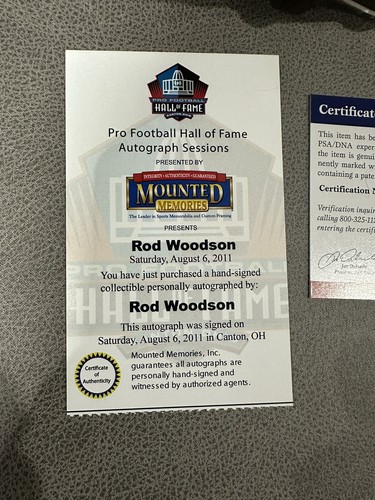 PRO FOOTBALL
HALL OF FAME
Pro Football Hall of Fame
Autograph Sessions
PRESENTED BY
INTEGRITY • AUTHENTICITY • GUARANTEED
MOUNTED
MEMORIES
The Leader in Sports Memorabilia and Custom Framing
PRESENTS
Rod Woodson
Saturday, August 6, 2011
You have just purchased a hand-signed
collectible personally autographed by:
Rod Woodson
This autograph was signed on
Saturday, August 6, 2011 in Canton, OH
Certificate
of
Authenticity
Mounted Memories, Inc.
guarantees all autographs are
personally hand-signed and
witnessed by authorized agents.
Certificate
This item has be
PSA/DNA exper
the item is genui
nently marked w
containing a pate
Certification N
Verification inquir
calling 800-325-11
entering the certif